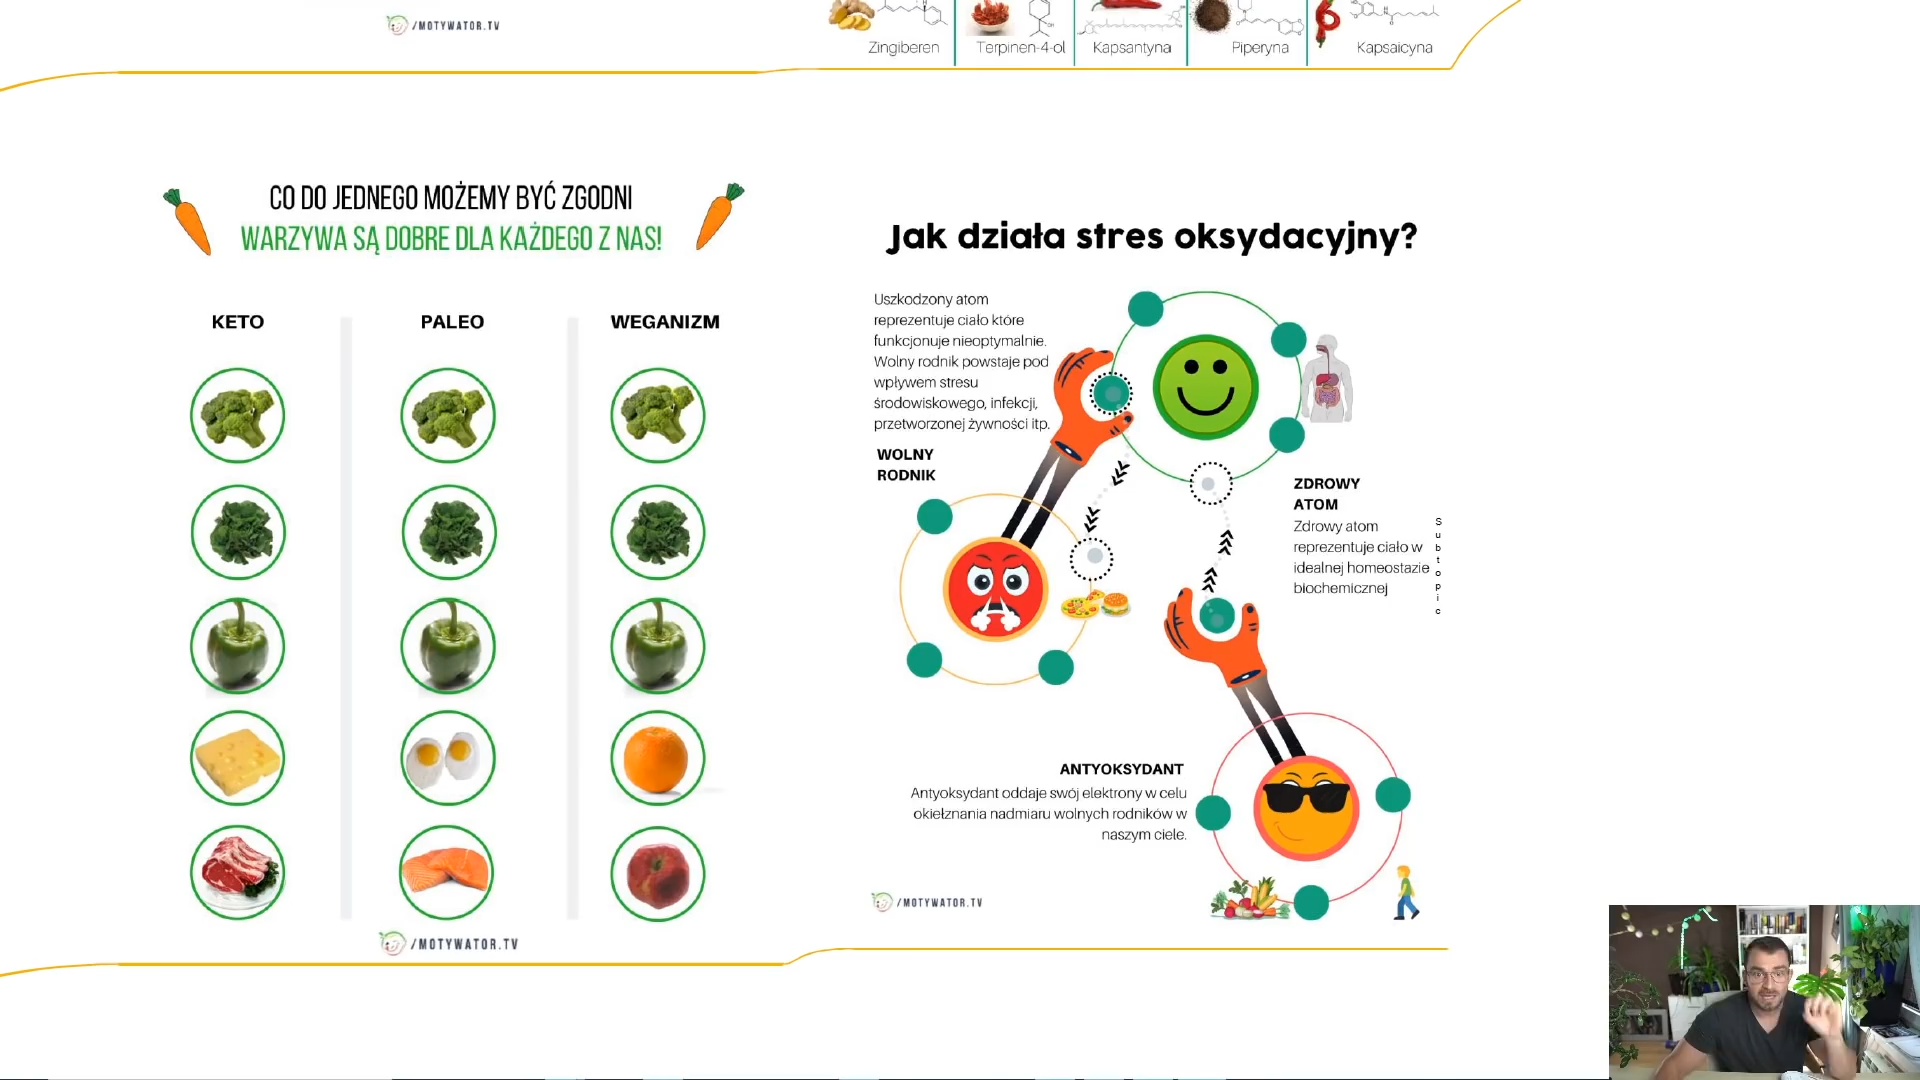 /MOTYWATOR.TV
Zingiberen
Terpinen-4-ol
Kapsantyna
Piperyna
Kapsaicyna
CO DO JEDNEGO MOŻEMY BYĆ ZGODNI
WARZYWA SĄ DOBRE DLA KAŻDEGO Z NAS!
KETO
PALEO
WEGANIZM
/MOTYWATOR.TV
Jak działa stres oksydacyjny?
Uszkodzony atom
reprezentuje ciało które
funkcjonuje nieoptymalnie.
Wolny rodnik powstaje pod
wpływem stresu
środowiskowego, infekcji,
przetworzonej żywności itp.
WOLNY
RODNIK
ZDROWY
ATOM
Zdrowy atom
reprezentuje ciało w
idealnej homeostazie
biochemicznej
Subtopic
ANTYOKSYDANT
Antyoksydant oddaje swój elektrony w celu
okiełznania nadmiaru wolnych rodników w
naszym ciele.
/MOTYWATOR.TV